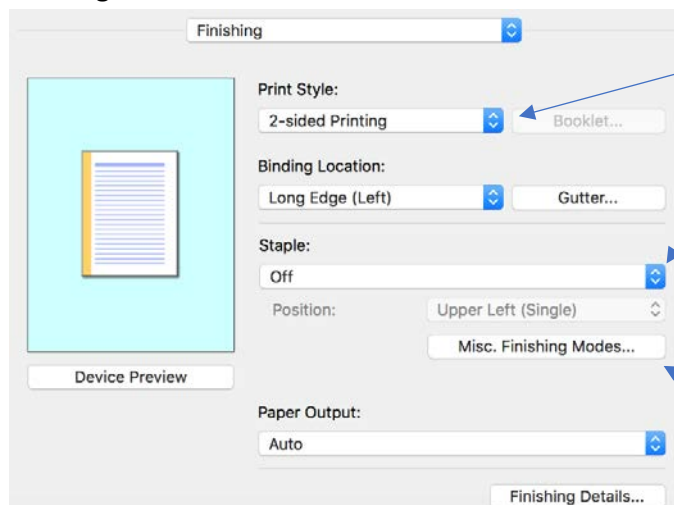 Finishing
Print Style:
2-sided Printing Booklet...
Binding Location:
Long Edge (Left) Gutter...
Staple:
Off
Position: Upper Left (Single)
Misc. Finishing Modes...
Device Preview
Paper Output:
Auto
Finishing Details...